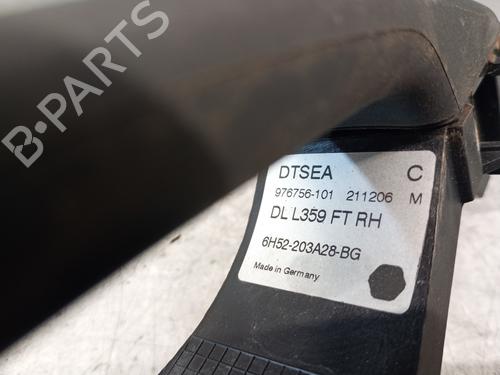 B-PARTS
DTSEA C
976756-101 211206 M
DL L359 FT RH
6H52-203A28-BG
Made in Germany